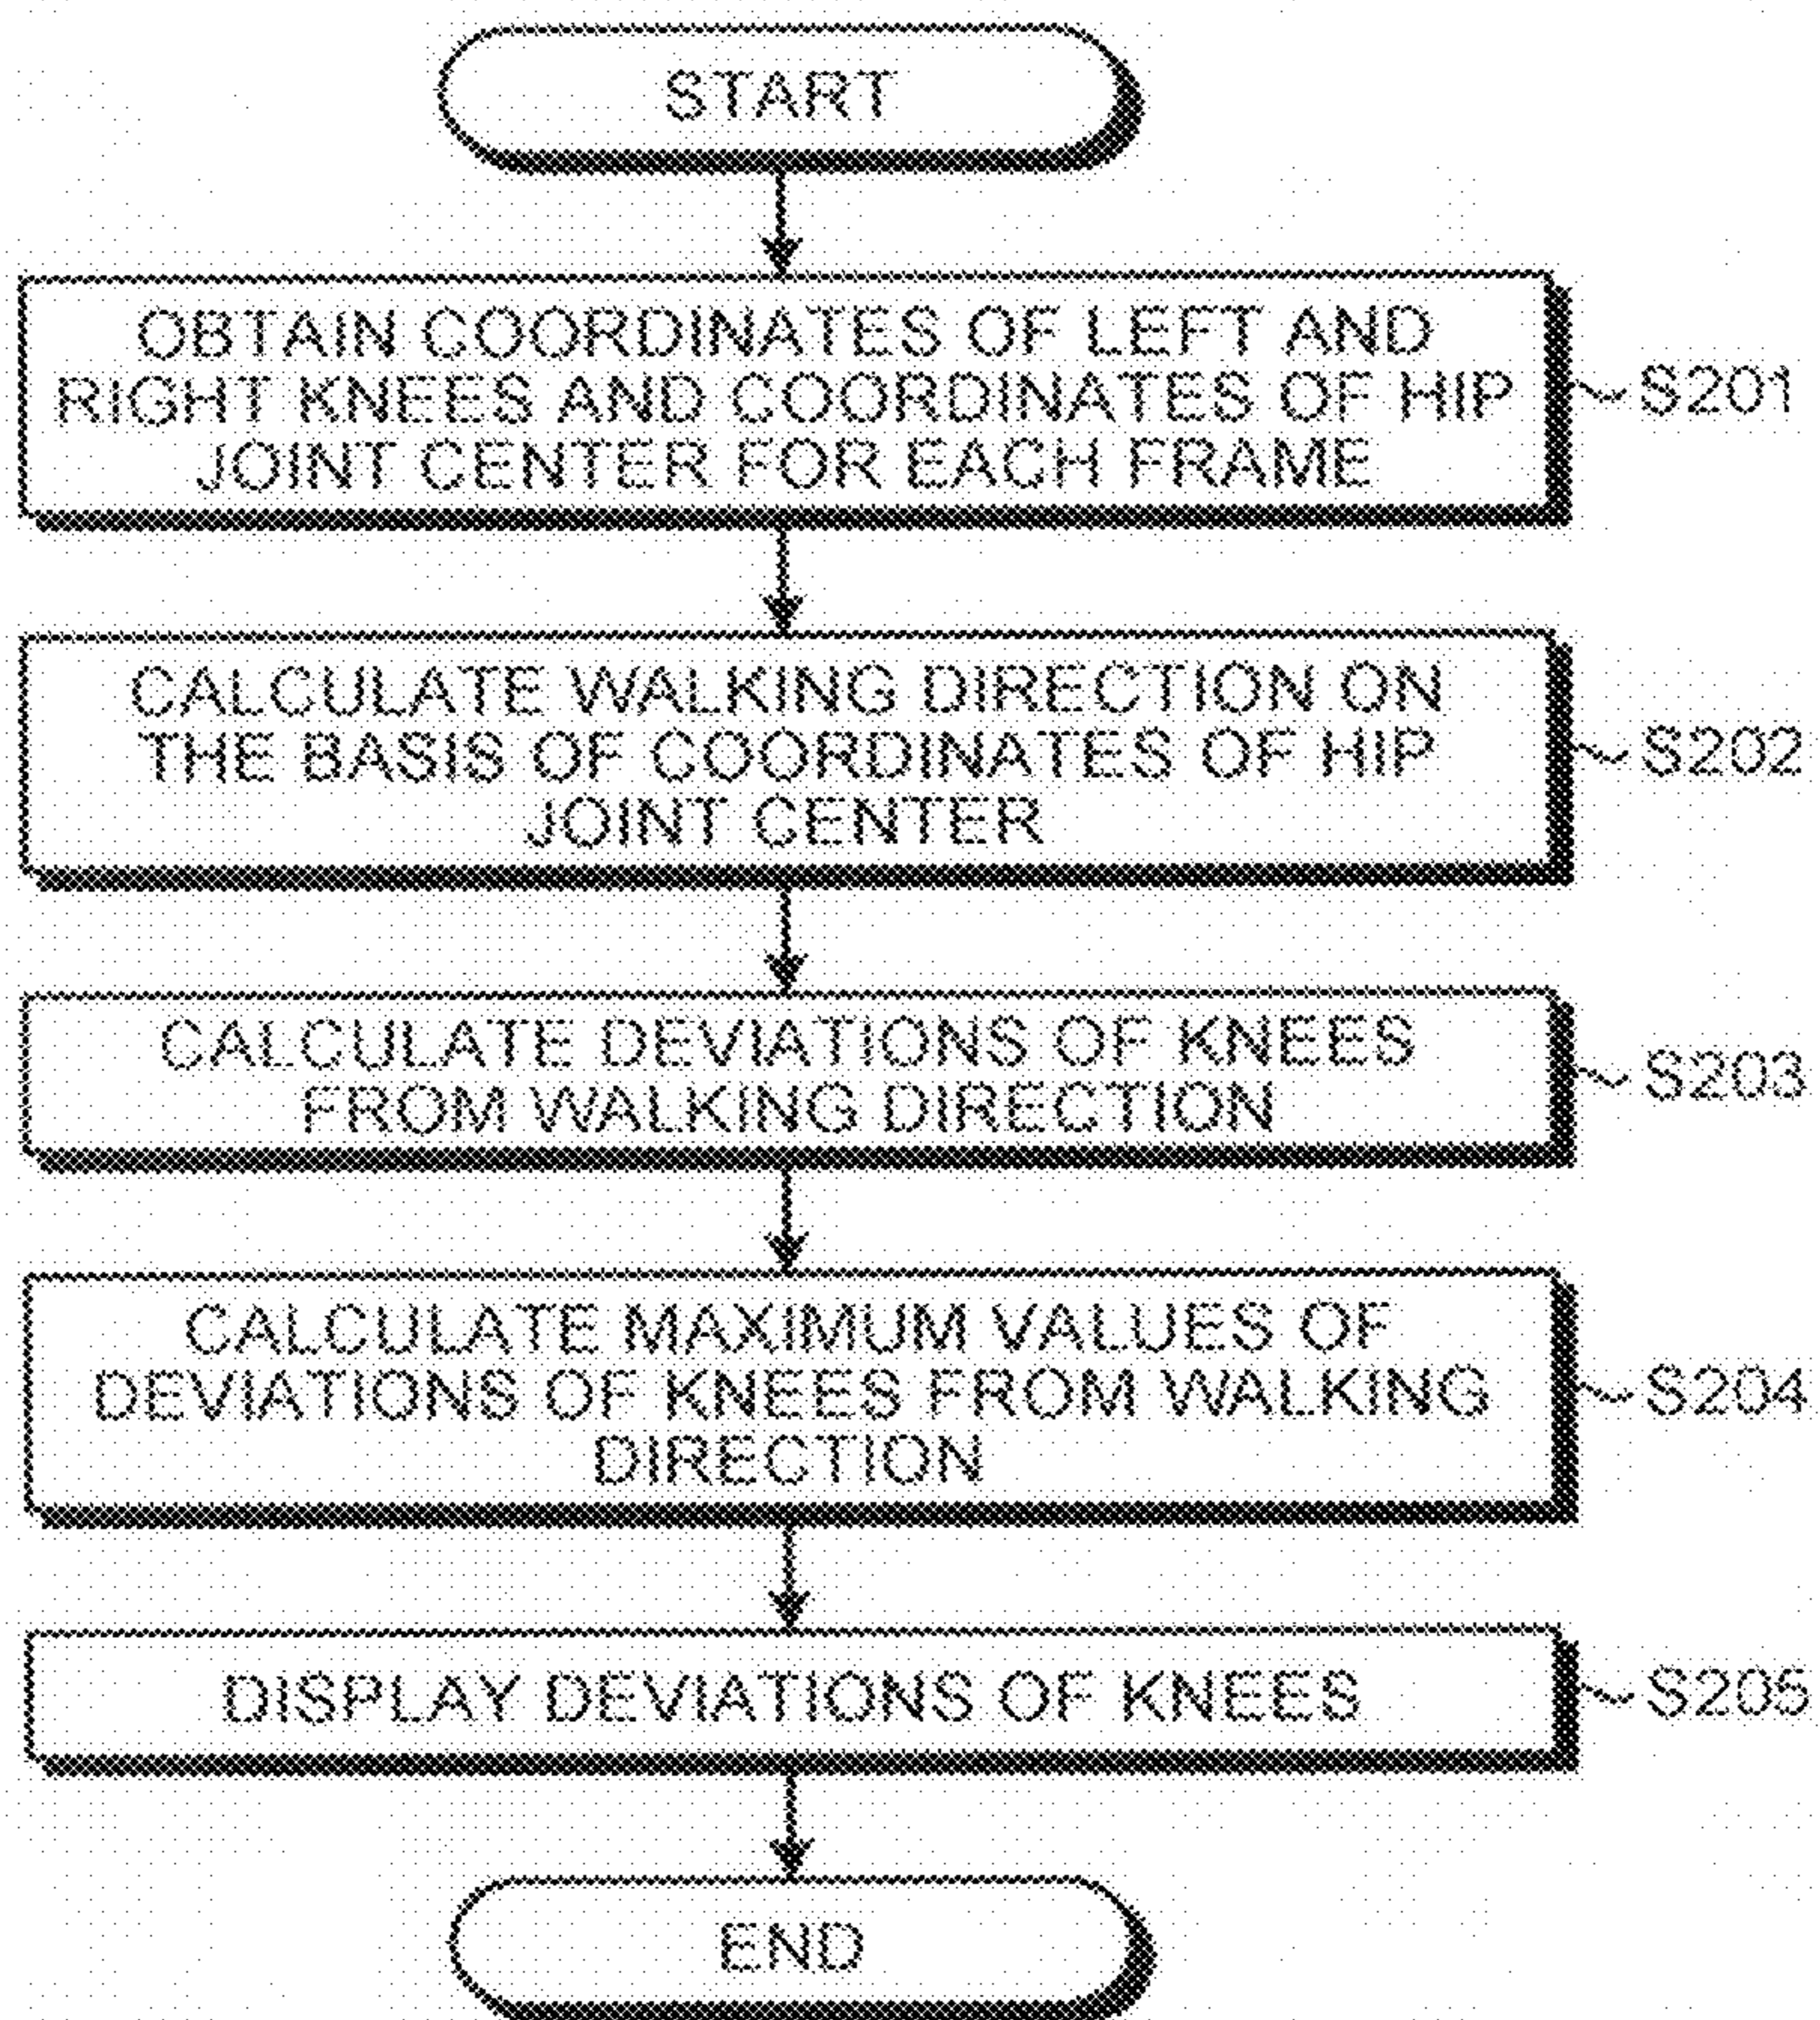 START
OBTAIN COORDINATES OF LEFT AND
RIGHT KNEES AND COORDINATES OF HIP
JOINT CENTER FOR EACH FRAME
S201
CALCULATE WALKING DIRECTION ON
THE BASIS OF COORDINATES OF HIP
JOINT CENTER
S202
CALCULATE DEVIATIONS OF KNEES
FROM WALKING DIRECTION
S203
CALCULATE MAXIMUM VALUES OF
DEVIATIONS OF KNEES FROM WALKING
DIRECTION
S204
DISPLAY DEVIATIONS OF KNEES
S205
END